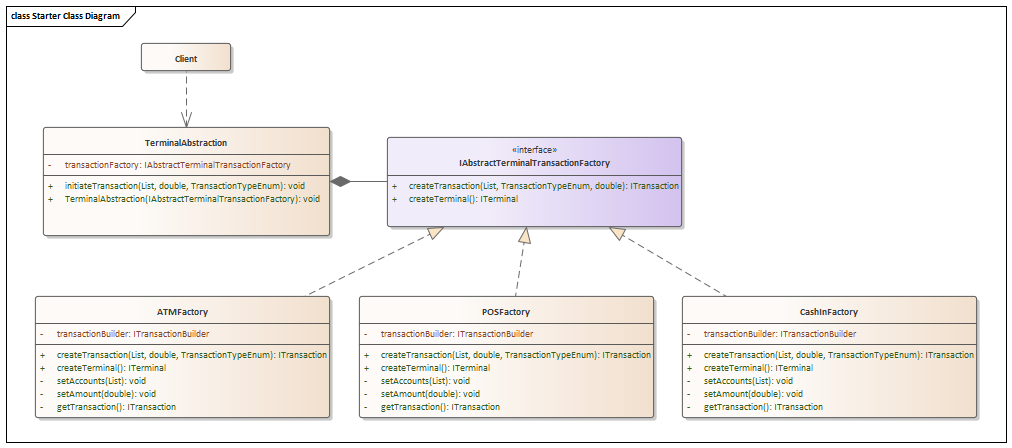 class Starter Class Diagram
Client
TerminalAbstraction
- transactionFactory: IAbstractTerminalTransactionFactory
+ initiateTransaction(List, double, TransactionTypeEnum): void
+ TerminalAbstraction(IAbstractTerminalTransactionFactory): void
«interface»
IAbstractTerminalTransactionFactory
+ createTransaction(List, TransactionTypeEnum, double): ITransaction
+ createTerminal(): ITerminal
ATMFactory
- transactionBuilder: ITransactionBuilder
+ createTransaction(List, double, TransactionTypeEnum): ITransaction
+ createTerminal(): ITerminal
- setAccounts(List): void
- setAmount(double): void
- getTransaction(): ITransaction
POSFactory
- transactionBuilder: ITransactionBuilder
+ createTransaction(List, double, TransactionTypeEnum): ITransaction
+ createTerminal(): ITerminal
- setAccounts(List): void
- setAmount(double): void
- getTransaction(): ITransaction
CashInFactory
- transactionBuilder: ITransactionBuilder
+ createTransaction(List, double, TransactionTypeEnum): ITransaction
+ createTerminal(): ITerminal
- setAccounts(List): void
- setAmount(double): void
- getTransaction(): ITransaction